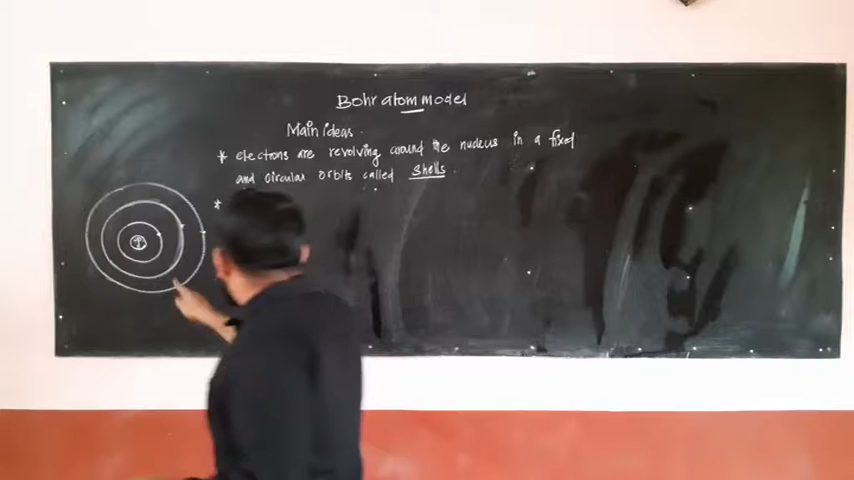 Bohr atom model
Main ideas
* electrons are revolving around the nucleus in a fixed
and circular orbits called shells.
*